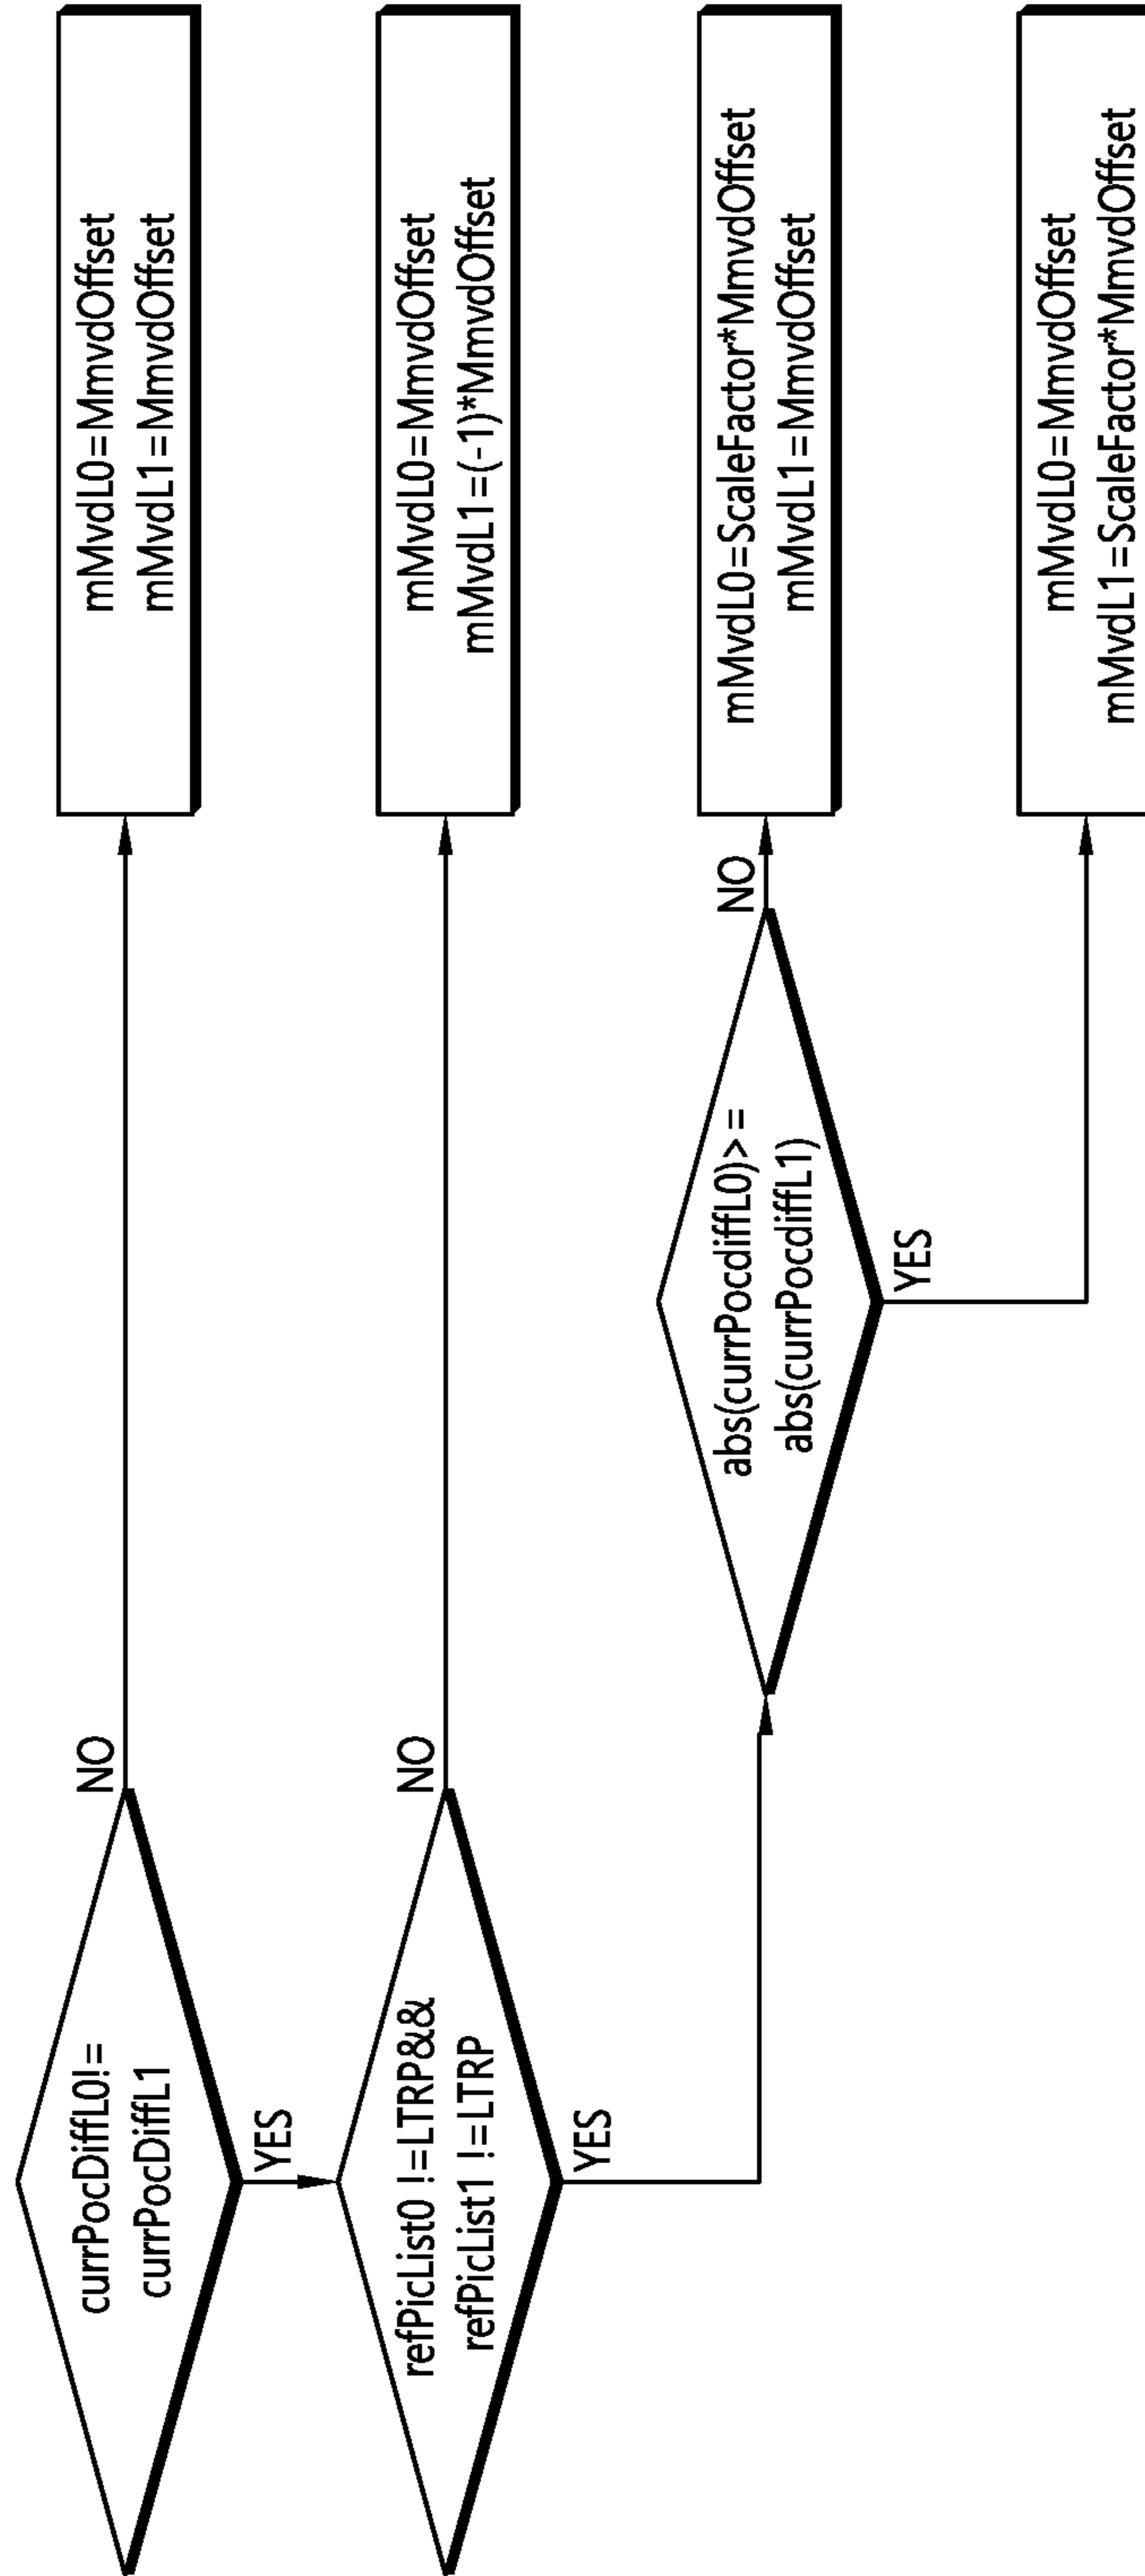 currPocDiffL0!=
currPocDiffL1
NO
mMvdL0=MmvdOffset
mMvdL1=MmvdOffset
YES
refPicList0 !=LTRP&&
refPicList1 !=LTRP
NO
mMvdL0=MmvdOffset
mMvdL1=(-1)*MmvdOffset
YES
abs(currPocdiffL0)>=
abs(currPocdiffL1)
NO
mMvdL0=ScaleFactor*MmvdOffset
mMvdL1=MmvdOffset
YES
mMvdL0=MmvdOffset
mMvdL1=ScaleFactor*MmvdOffset